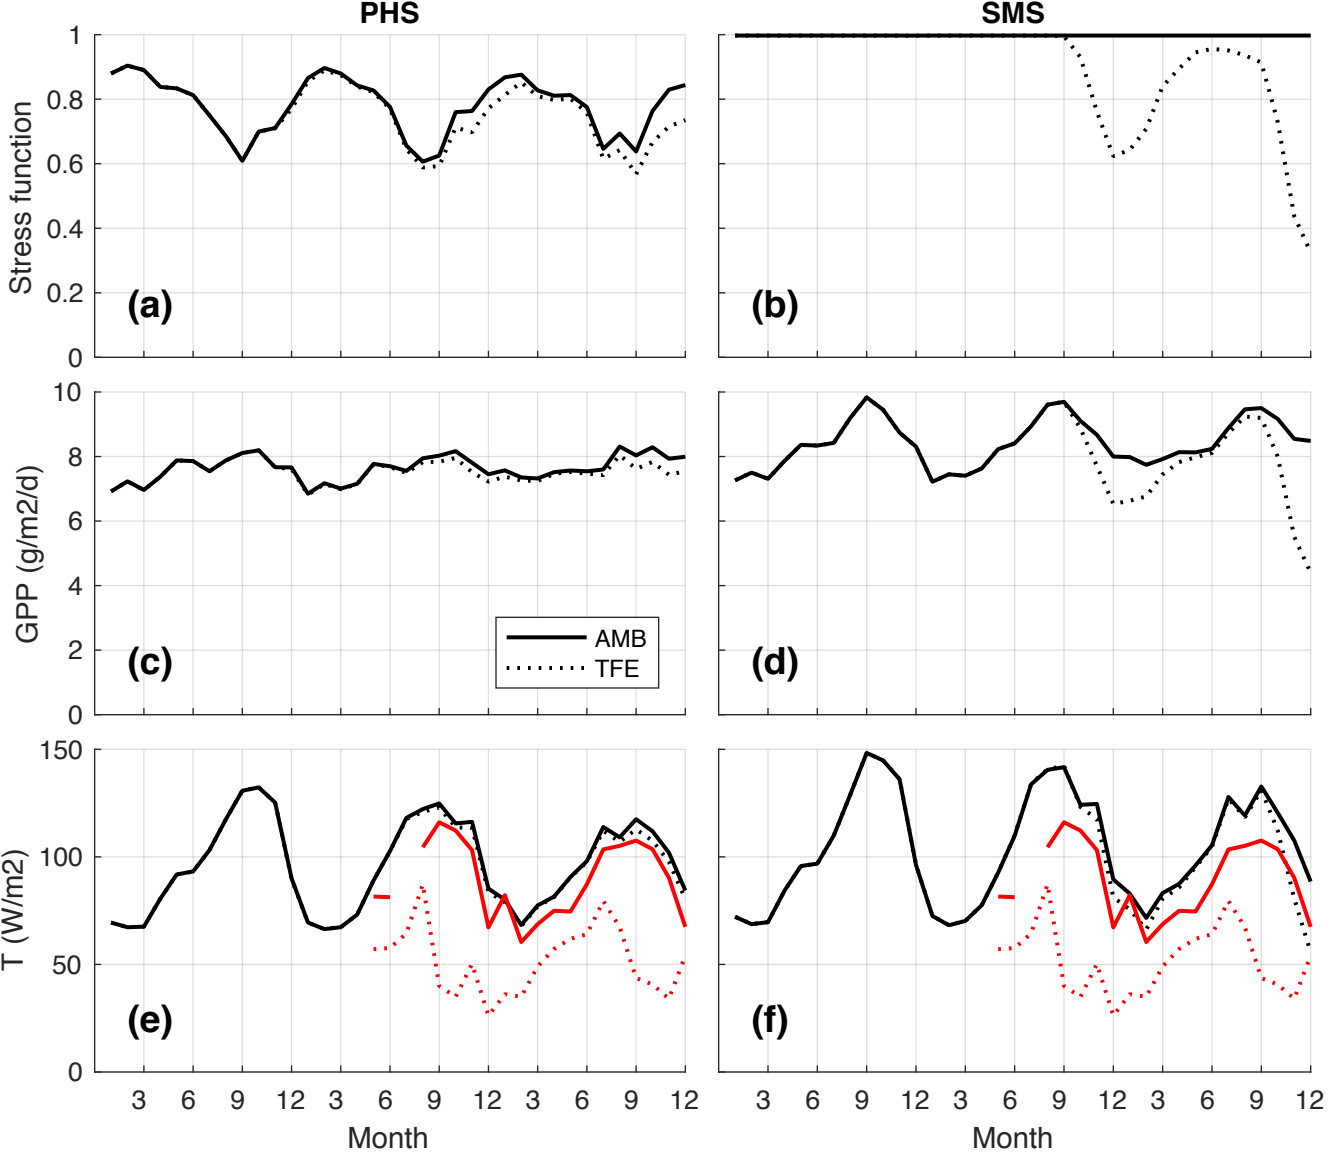 PHS
SMS
Stress function
1
0.8
0.6
0.4
0.2
0
(a)
(b)
GPP (g/m2/d)
10
8
6
4
2
0
(c)
AMB
TFE
(d)
T (W/m2)
150
100
50
0
(e)
(f)
3 6 9 12 3 6 9 12 3 6 9 12
3 6 9 12 3 6 9 12 3 6 9 12
Month
Month